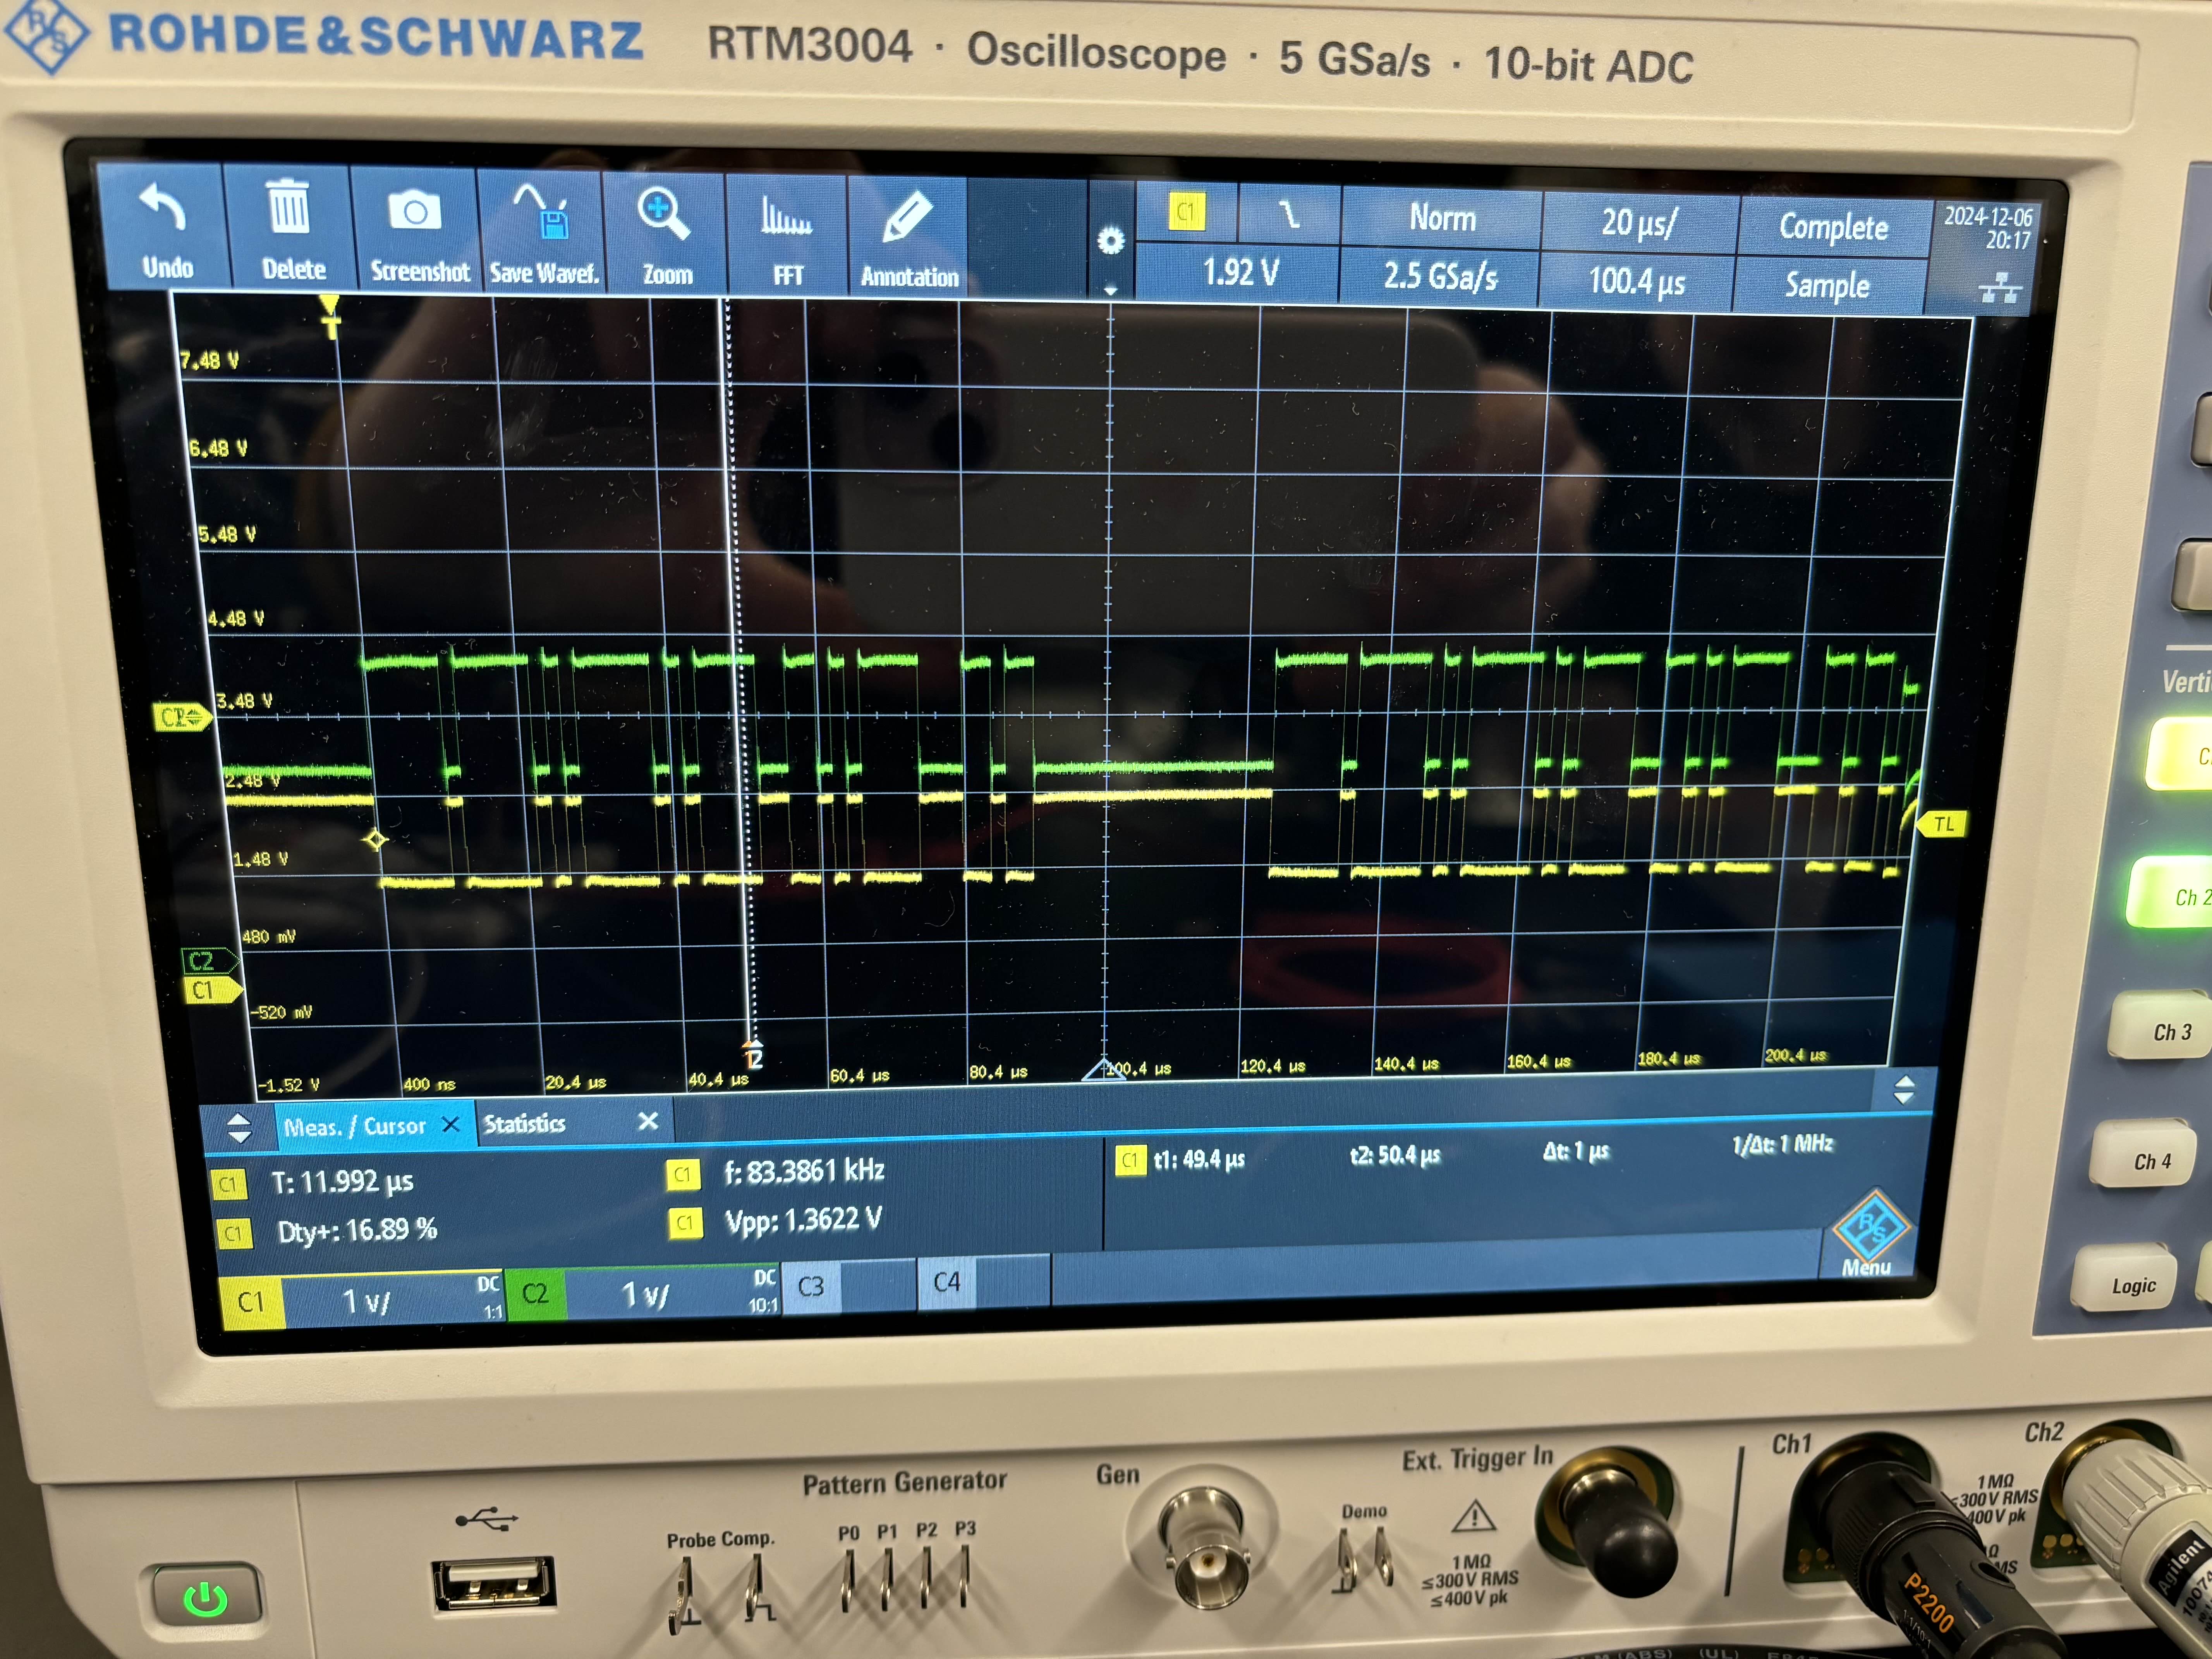 ROHDE&SCHWARZ RTM3004 · Oscilloscope · 5 GSa/s · 10-bit ADC
Undo
Delete
Screenshot
Save Wavef.
Zoom
FFT
Annotation
C1
Norm
20 µs/
Complete
2024-12-06
20:17
1.92 V
2.5 GSa/s
100.4 µs
Sample
T
7.48 V
6.48 V
5.48 V
4.48 V
3.48 V
2.48 V
1.48 V
480 mV
-520 mV
-1.52 V
C2
C1
TL
400 ns
20.4 µs
40.4 µs
60.4 µs
80.4 µs
100.4 µs
120.4 µs
140.4 µs
160.4 µs
180.4 µs
200.4 µs
Meas. / Cursor
Statistics
C1 T: 11.992 µs
C1 f: 83.3861 kHz
C1 t1: 49.4 µs t2: 50.4 µs Δt: 1 µs 1/Δt: 1 MHz
C1 Dty+: 16.89 %
C1 Vpp: 1.3622 V
C1 1 V/ DC 1:1
C2 1 V/ DC 10:1
C3
C4
Menu
Ch 2
Ch 3
Ch 4
Logic
Probe Comp.
Pattern Generator
P0 P1 P2 P3
Gen
Demo
Ext. Trigger In
1 MΩ
≤300 V RMS
≤400 V pk
Ch1
Ch2
1 MΩ
≤300 V RMS
≤400 V pk
P2200
Agilent